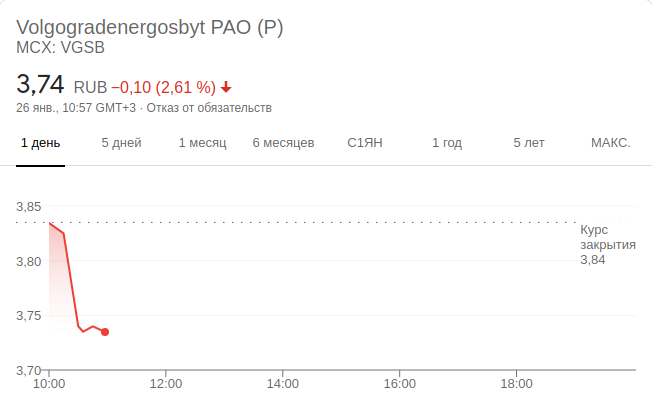 Volgogradenergosbyt PAO (P)
MCX: VGSB
3,74 RUB −0,10 (2,61 %)
26 янв., 10:57 GMT+3 · Отказ от обязательств
1 день 5 дней 1 месяц 6 месяцев С1ЯН 1 год 5 лет МАКС.
3,85
Курс
закрытия
3,84
3,80
3,75
3,70
10:00 12:00 14:00 16:00 18:00